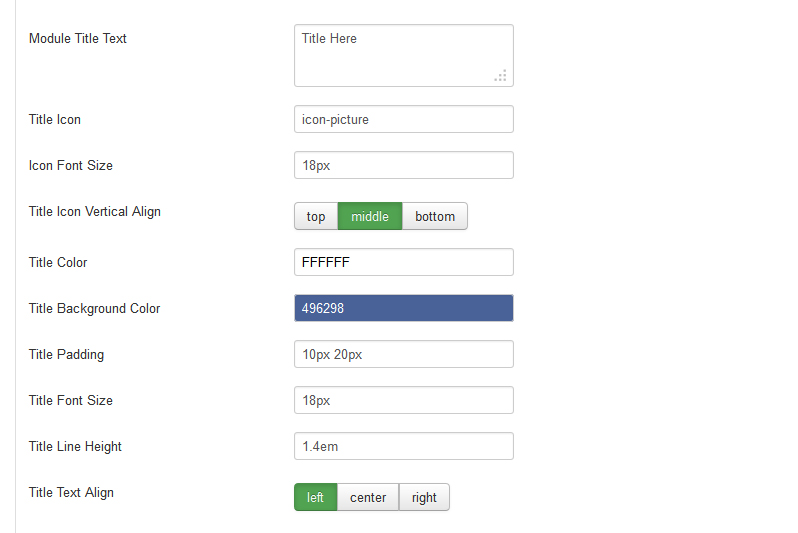 Module Title Text
Title Here
Title Icon
icon-picture
Icon Font Size
18px
Title Icon Vertical Align
top middle bottom
Title Color
FFFFFF
Title Background Color
496298
Title Padding
10px 20px
Title Font Size
18px
Title Line Height
1.4em
Title Text Align
left center right